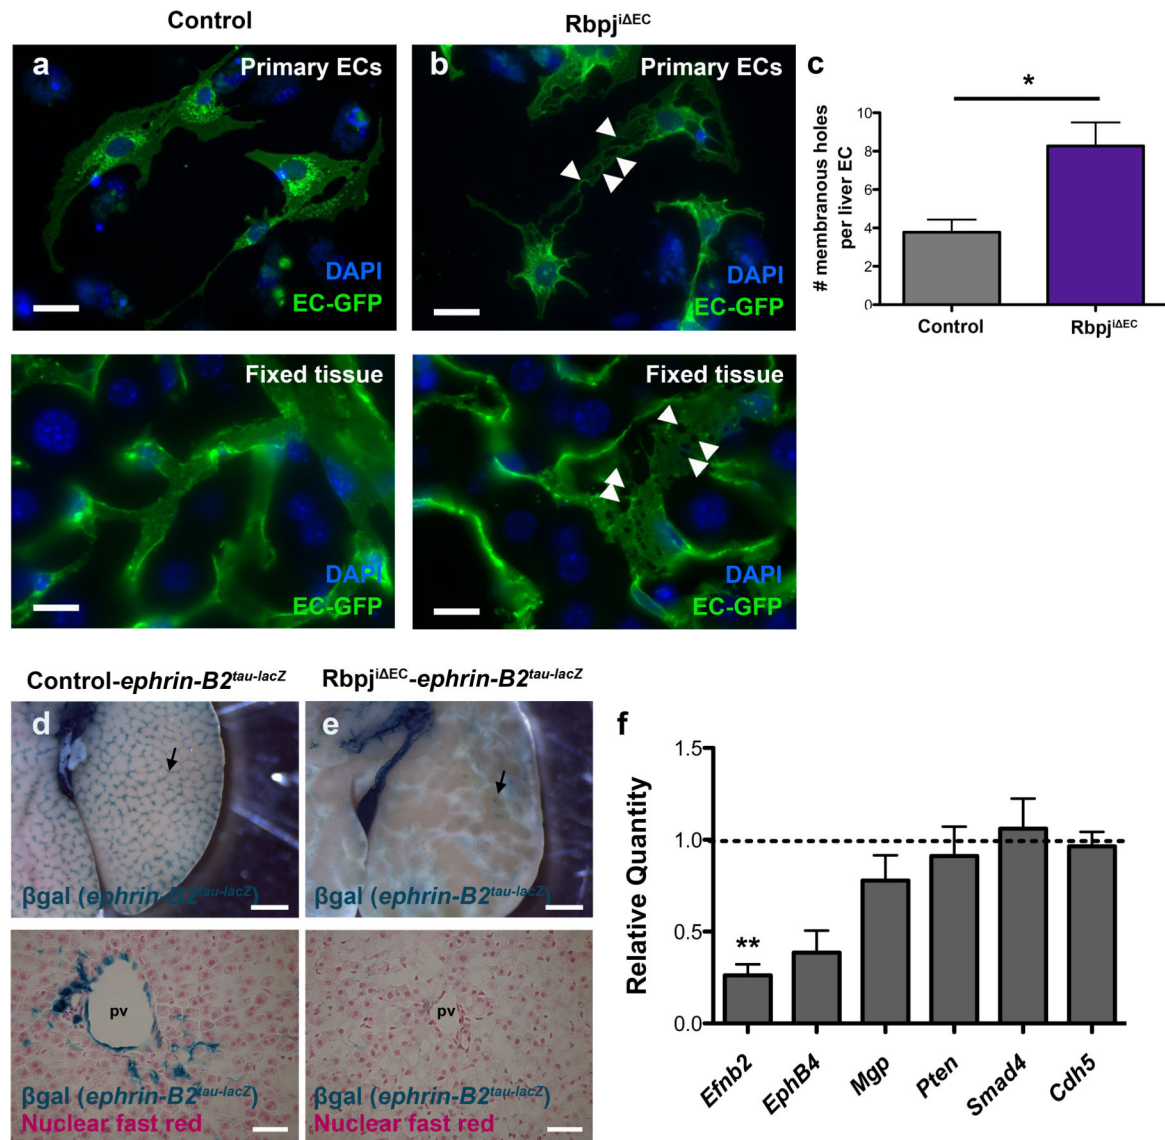 Control
Rbpj^iΔEC
a
Primary ECs
DAPI
EC-GFP
b
Primary ECs
DAPI
EC-GFP
c
*
# membranous holes
per liver EC
10
8
6
4
2
0
Control
Rbpj^iΔEC
Fixed tissue
DAPI
EC-GFP
Fixed tissue
DAPI
EC-GFP
Control-ephrin-B2^tau-lacZ
Rbpj^iΔEC-ephrin-B2^tau-lacZ
d
βgal (ephrin-B2^tau-lacZ)
e
βgal (ephrin-B2^tau-lacZ)
pv
βgal (ephrin-B2^tau-lacZ)
Nuclear fast red
pv
βgal (ephrin-B2^tau-lacZ)
Nuclear fast red
f
Relative Quantity
1.5
1.0
0.5
0.0
**
Efnb2
EphB4
Mgp
Pten
Smad4
Cdh5